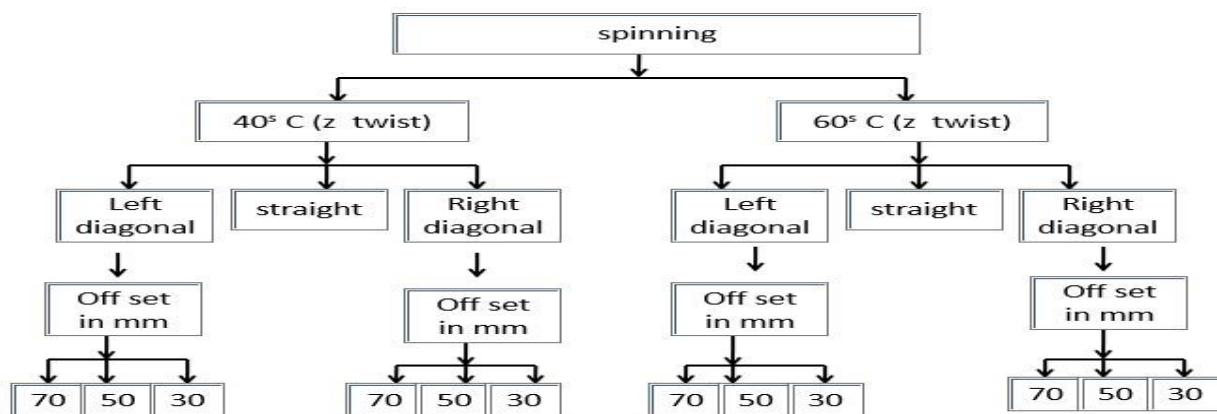 spinning
40ˢ C (z twist)
60ˢ C (z twist)
Left
diagonal
straight
Right
diagonal
Left
diagonal
straight
Right
diagonal
Off set
in mm
Off set
in mm
Off set
in mm
Off set
in mm
70 50 30
70 50 30
70 50 30
70 50 30